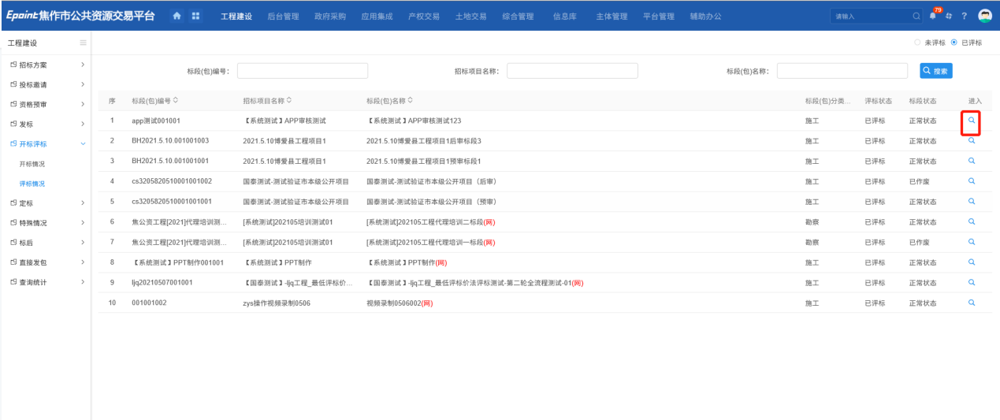 Epoint焦作市公共资源交易平台 工程建设 后台管理 政府采购 应用集成 产权交易 土地交易 综合管理 信息库 主体管理 平台管理 辅助办公 请输入 79 ?
工程建设 未评标 已评标
招标方案
投标邀请
资格预审
发标
开标评标
开标情况
评标情况
定标
特殊情况
标后
直接发包
查询统计
标段(包)编号: 招标项目名称: 标段(包)名称: 搜索
序 标段(包)编号 招标项目名称 标段(包)名称 标段(包)分类... 评标状态 标段状态 进入
1 app测试001001 【系统测试】APP审核测试 【系统测试】APP审核测试123 施工 已评标 正常状态
2 BH2021.5.10.001001003 2021.5.10博爱县工程项目1 2021.5.10博爱县工程项目1后审标段3 施工 已评标 正常状态
3 BH2021.5.10.001001001 2021.5.10博爱县工程项目1 2021.5.10博爱县工程项目1预审标段1 施工 已评标 正常状态
4 cs3205820510001001002 国泰测试-测试验证市本级公开项目 国泰测试-测试验证市本级公开项目（后审） 施工 已评标 已作废
5 cs3205820510001001001 国泰测试-测试验证市本级公开项目 国泰测试-测试验证市本级公开项目（预审） 施工 已评标 正常状态
6 焦公资工程[2021]代理培训测... [系统测试]202105培训测试01 [系统测试]202105工程代理培训二标段(网) 勘察 已评标 正常状态
7 焦公资工程[2021]代理培训测... [系统测试]202105培训测试01 [系统测试]202105工程代理培训一标段(网) 勘察 已评标 已作废
8 【系统测试】PPT制作001001 【系统测试】PPT制作 【系统测试】PPT制作(网) 施工 已评标 正常状态
9 ljq20210507001001 【国泰测试】-ljq工程_最低评标价... 【国泰测试】-ljq工程_最低评标价法评标测试-第二轮全流程测试-01(网) 施工 已评标 正常状态
10 001001002 zys操作视频录制0506 视频录制0506002(网) 施工 已评标 正常状态